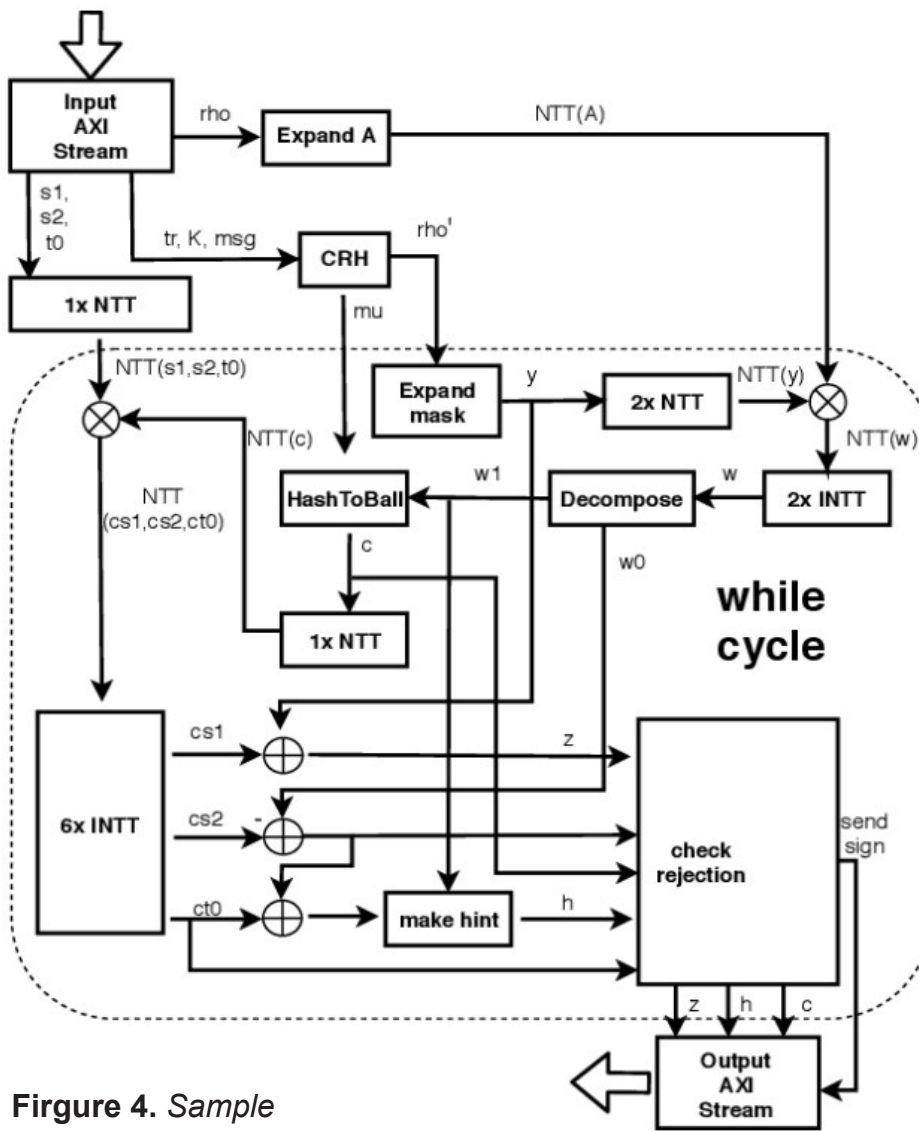 Input
AXI
Stream
rho
Expand A
NTT(A)
s1,
s2,
t0
tr, K, msg
CRH
rho'
1x NTT
mu
NTT(s1,s2,t0)
Expand
mask
y
2x NTT
NTT(y)
NTT(c)
NTT(w)
NTT
(cs1,cs2,ct0)
HashToBall
w1
Decompose
w
2x INTT
c
w0
1x NTT
while
cycle
6x INTT
cs1
z
cs2
-
check
rejection
send
sign
ct0
make hint
h
z
h
c
Output
AXI
Stream
Firgure 4. Sample